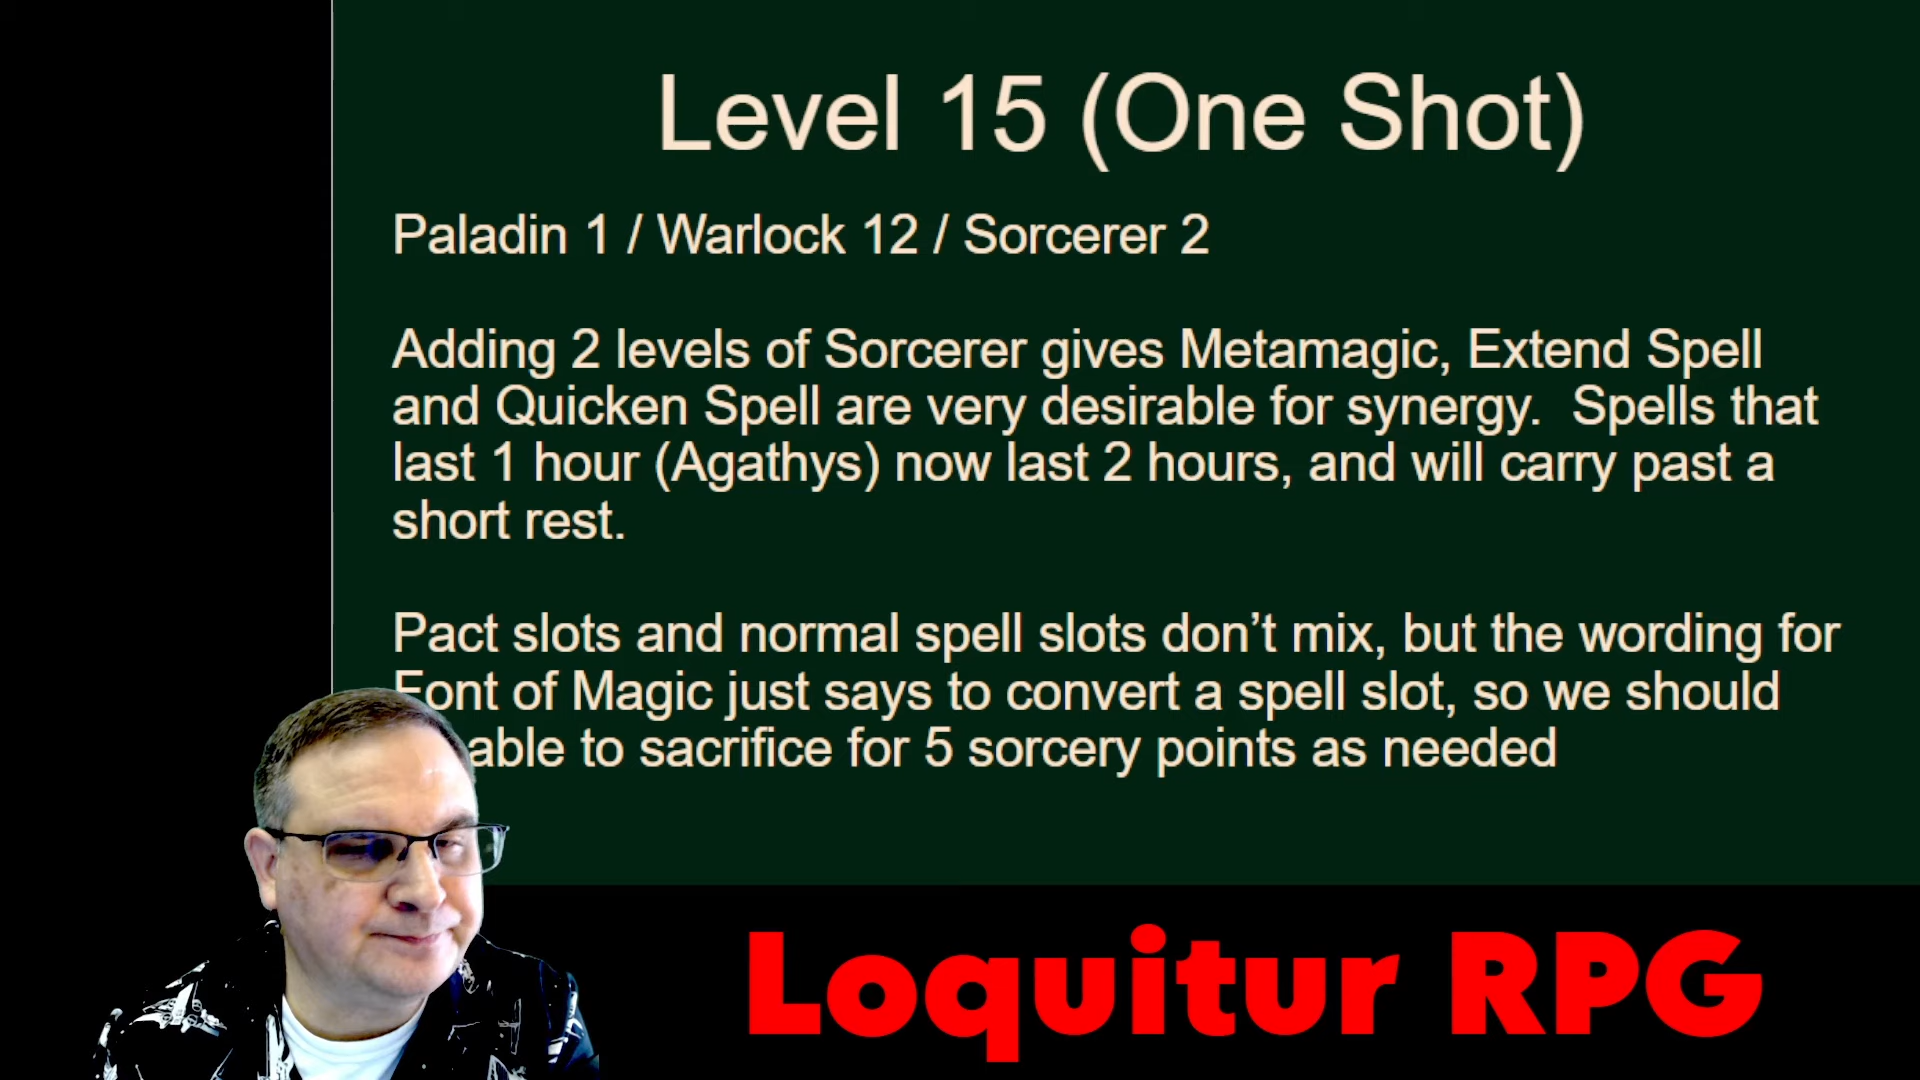 Level 15 (One Shot)
Paladin 1 / Warlock 12 / Sorcerer 2
Adding 2 levels of Sorcerer gives Metamagic, Extend Spell
and Quicken Spell are very desirable for synergy.  Spells that
last 1 hour (Agathys) now last 2 hours, and will carry past a
short rest.
Pact slots and normal spell slots don't mix, but the wording for
Font of Magic just says to convert a spell slot, so we should
able to sacrifice for 5 sorcery points as needed
Loquitur RPG